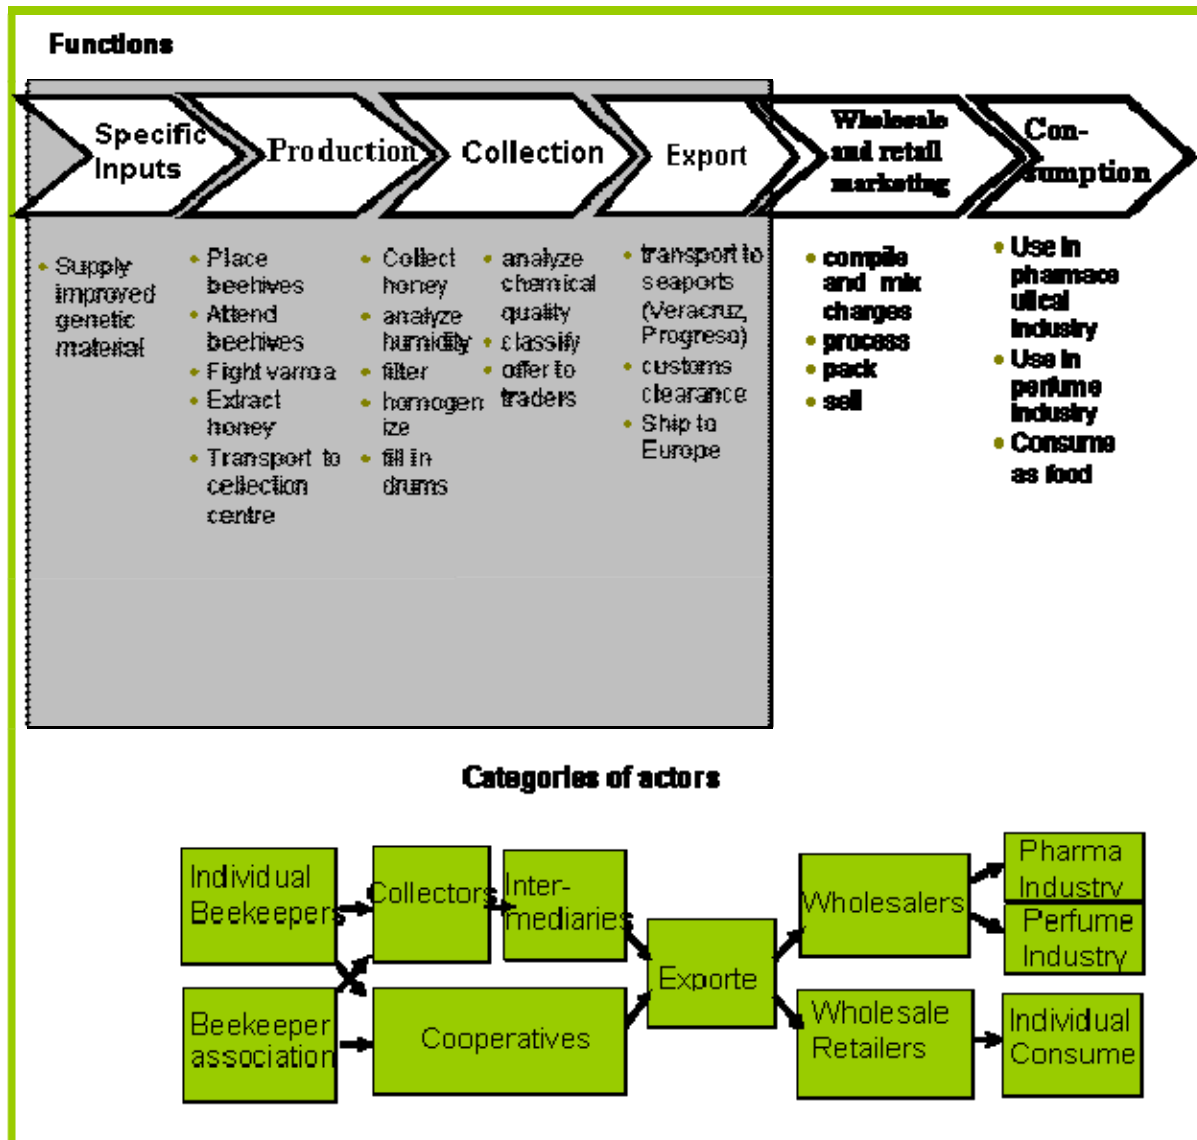 Functions
Specific
Inputs
Production
Collection
Export
Wholesale
and retail
marketing
Con-
sumption
• Supply
improved
genetic
material
• Place
beehives
• Attend
beehives
• Fight varroa
• Extract
honey
• Transport to
cellection
centre
• Collect
honey
• analyze
humidity
• filter
• homogen
ize
• fill in
drums
• analyze
chemical
quality
• classify
• offer to
traders
• transport to
seaports
(Veracruz,
Progreso)
• customs
clearance
• Ship to
Europe
• compile
and mix
charges
• process
• pack
• sell
• Use in
pharmace
utical
industry
• Use in
perfume
industry
• Consume
as food
Categories of actors
Individual
Beekeepers
Collectors
Inter-
mediaries
Wholesalers
Pharma
Industry
Perfume
Industry
Exporte
Beekeeper
association
Cooperatives
Wholesale
Retailers
Individual
Consume